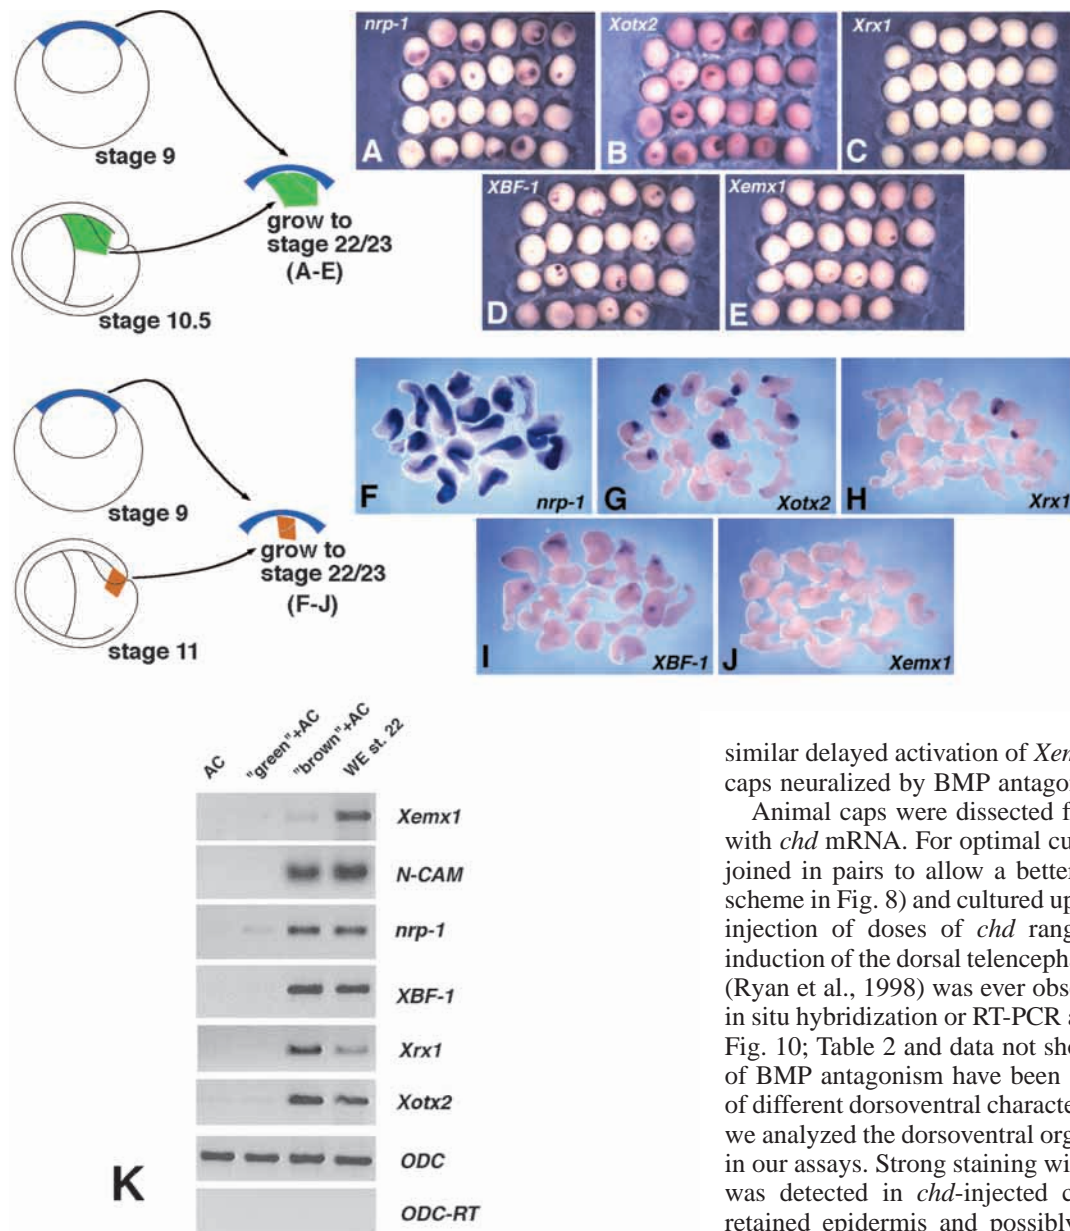 nrp-1
Xotx2
Xrx1
A
B
C
stage 9
XBF-1
Xemx1
grow to
stage 22/23
(A-E)
D
E
stage 10.5
stage 9
F
nrp-1
G
Xotx2
H
Xrx1
grow to
stage 22/23
(F-J)
stage 11
I
XBF-1
J
Xemx1
AC
"green"+AC
"brown"+AC
WE st. 22
Xemx1
N-CAM
nrp-1
XBF-1
Xrx1
Xotx2
ODC
ODC-RT
K
similar delayed activation of Xem
caps neuralized by BMP antago
Animal caps were dissected f
with chd mRNA. For optimal cu
joined in pairs to allow a better
scheme in Fig. 8) and cultured up
injection of doses of chd rang
induction of the dorsal telenceph
(Ryan et al., 1998) was ever obs
in situ hybridization or RT-PCR a
Fig. 10; Table 2 and data not sho
of BMP antagonism have been
of different dorsoventral characte
we analyzed the dorsoventral org
in our assays. Strong staining wi
was detected in chd-injected c
retained epidermis and possibly